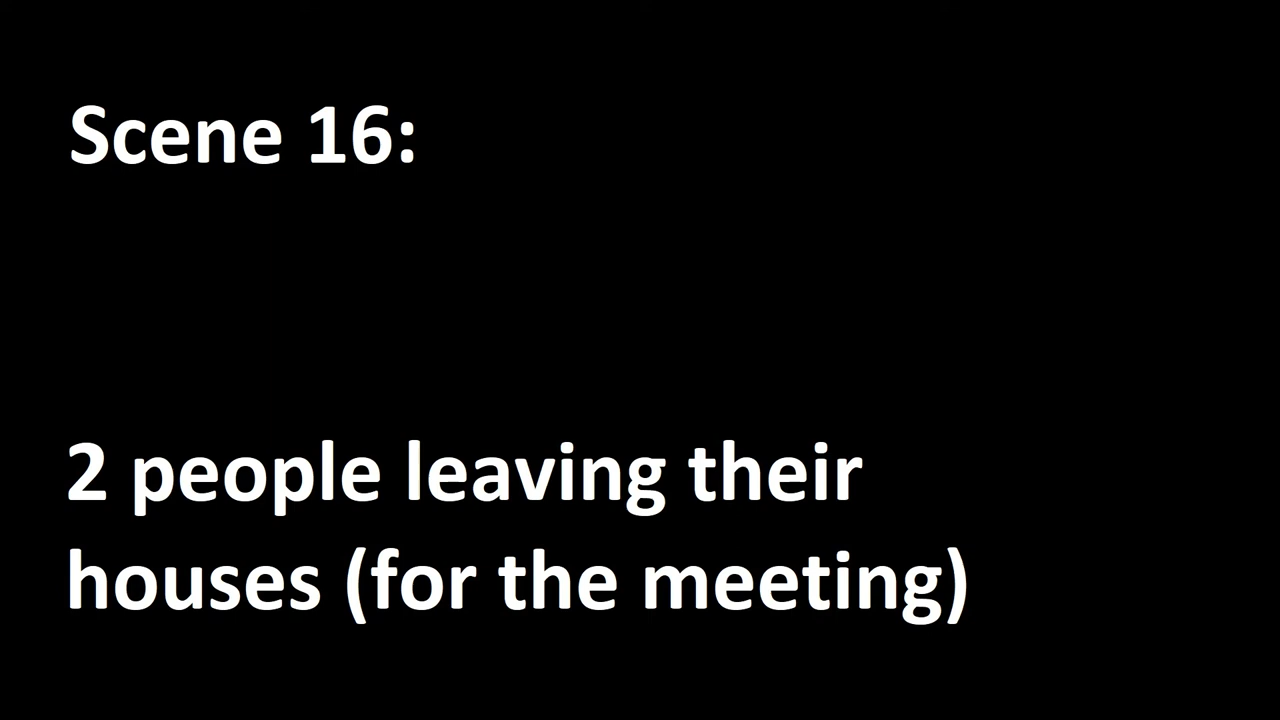 Scene 16:
2 people leaving their
houses (for the meeting)